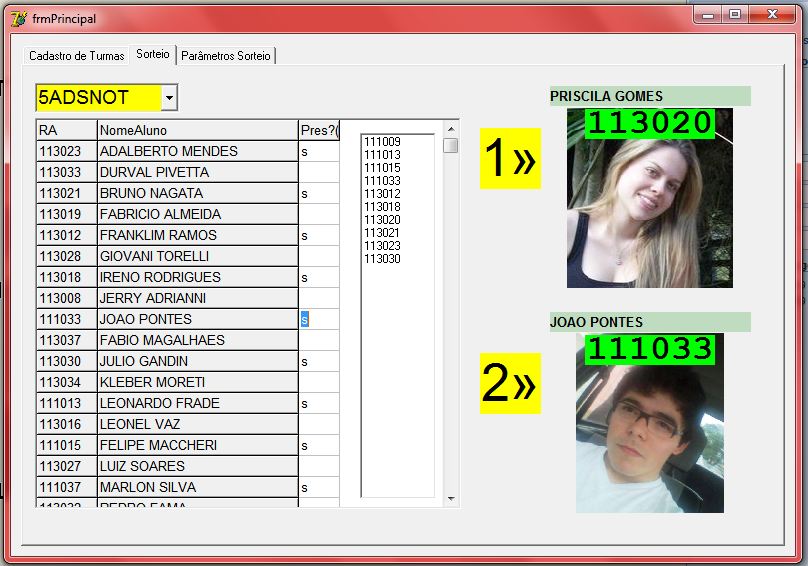 frmPrincipal
Cadastro de Turmas Sorteio Parâmetros Sorteio
5ADSNOT
RA NomeAluno Pres?(
113023 ADALBERTO MENDES s
113033 DURVAL PIVETTA
113021 BRUNO NAGATA s
113019 FABRICIO ALMEIDA
113012 FRANKLIM RAMOS s
113028 GIOVANI TORELLI
113018 IRENO RODRIGUES s
113008 JERRY ADRIANNI
111033 JOAO PONTES s
113037 FABIO MAGALHAES
113030 JULIO GANDIN s
113034 KLEBER MORETI
111013 LEONARDO FRADE s
113016 LEONEL VAZ
111015 FELIPE MACCHERI s
113027 LUIZ SOARES
111037 MARLON SILVA s
113032 PEDRO FAMA
111009
111013
111015
111033
113012
113018
113020
113021
113023
113030
1»
PRISCILA GOMES
113020
2»
JOAO PONTES
111033